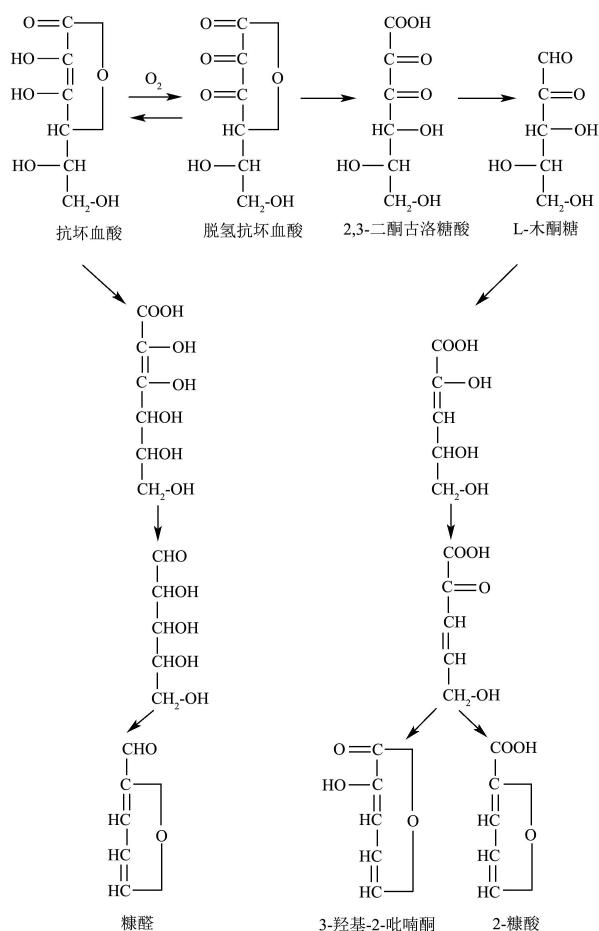 O=C
HO—C
HO—C
O
HC
HO—CH
CH₂-OH
抗坏血酸
O₂
O=C
O=C
O=C
O
HC
HO—CH
CH₂-OH
脱氢抗坏血酸
COOH
C=O
C=O
HC—OH
HO—CH
CH₂-OH
2,3-二酮古洛糖酸
CHO
C=O
HC—OH
HO—CH
CH₂-OH
L-木酮糖
COOH
C—OH
C—OH
CHOH
CHOH
CH₂-OH
COOH
C—OH
CH
CHOH
CH₂-OH
CHO
CHOH
CHOH
CHOH
CH₂-OH
COOH
C=O
CH
CH
CH₂-OH
CHO
C
HC
O
HC
HC
糠醛
O=C
HO—C
HC
O
HC
HC
3-羟基-2-吡喃酮
COOH
C
HC
O
HC
HC
2-糠酸